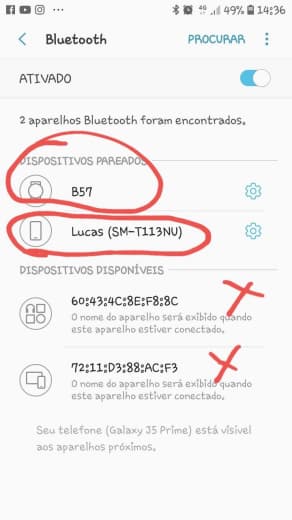 4G 49% 14:36
Bluetooth PROCURAR
ATIVADO
2 aparelhos Bluetooth foram encontrados.
DISPOSITIVOS PAREADOS
B57
Lucas (SM-T113NU)
DISPOSITIVOS DISPONÍVEIS
60:43:4C:8E:F8:8C
O nome do aparelho será exibido quando
este aparelho estiver conectado.
72:11:D3:88:AC:F3
O nome do aparelho será exibido quando
este aparelho estiver conectado.
Seu telefone (Galaxy J5 Prime) está visível
aos aparelhos próximos.